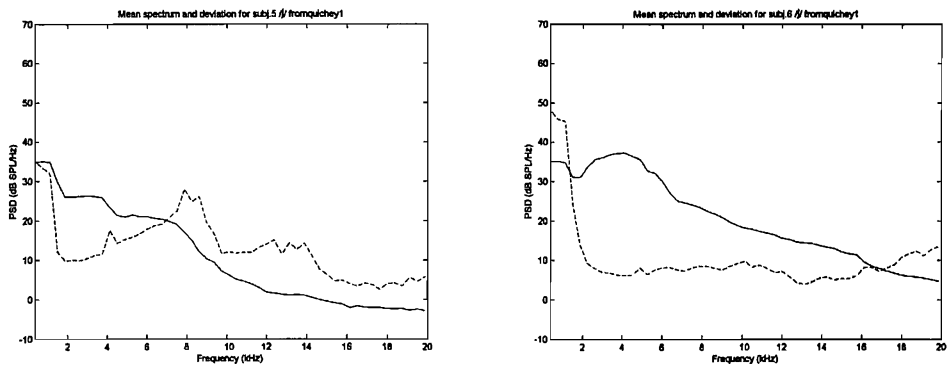 Mean spectrum and deviation for subj.5 /j/ fromquichey1
70
60
50
40
30
20
10
0
-10
PSD (dB SPL/Hz)
2 4 6 8 10 12 14 16 18 20
Frequency (kHz)
Mean spectrum and deviation for subj.6 /j/ fromquichey1
70
60
50
40
30
20
10
0
-10
PSD (dB SPL/Hz)
2 4 6 8 10 12 14 16 18 20
Frequency (kHz)